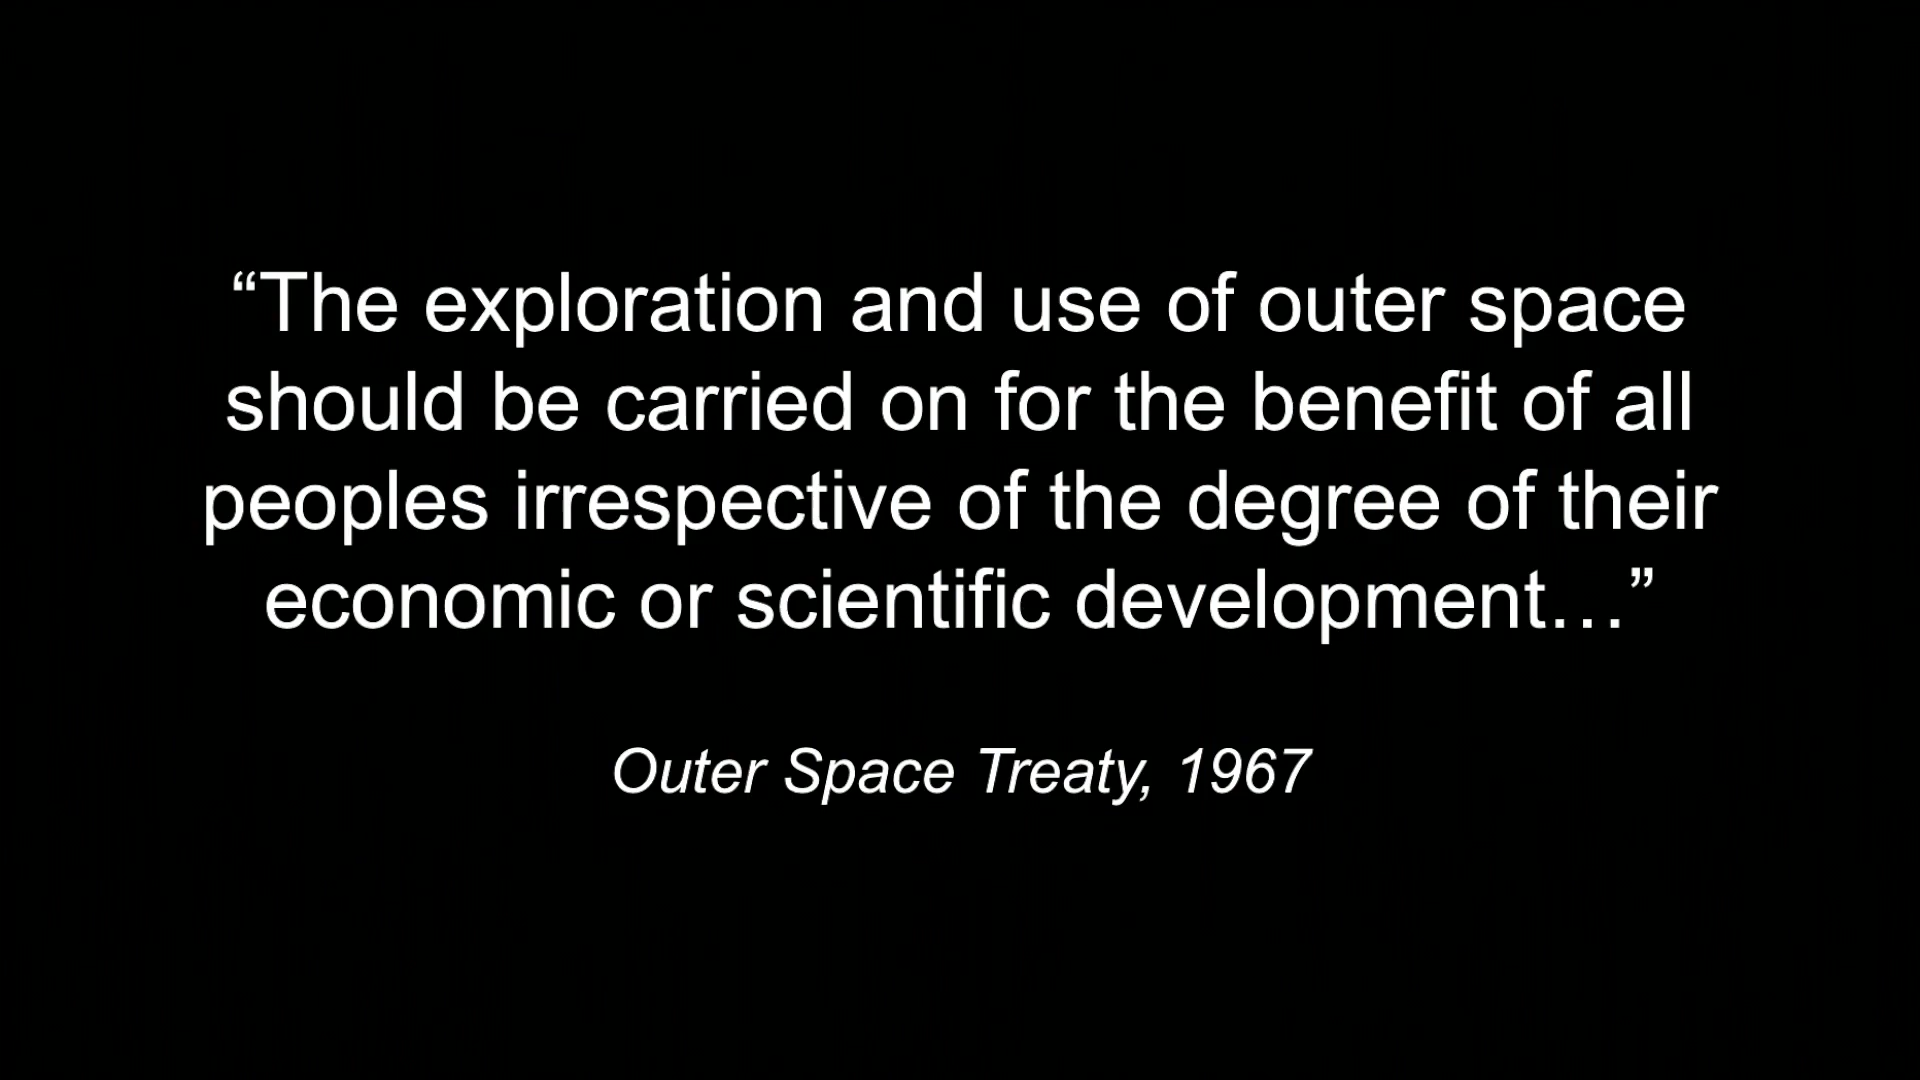 “The exploration and use of outer space
should be carried on for the benefit of all
peoples irrespective of the degree of their
economic or scientific development…”
Outer Space Treaty, 1967